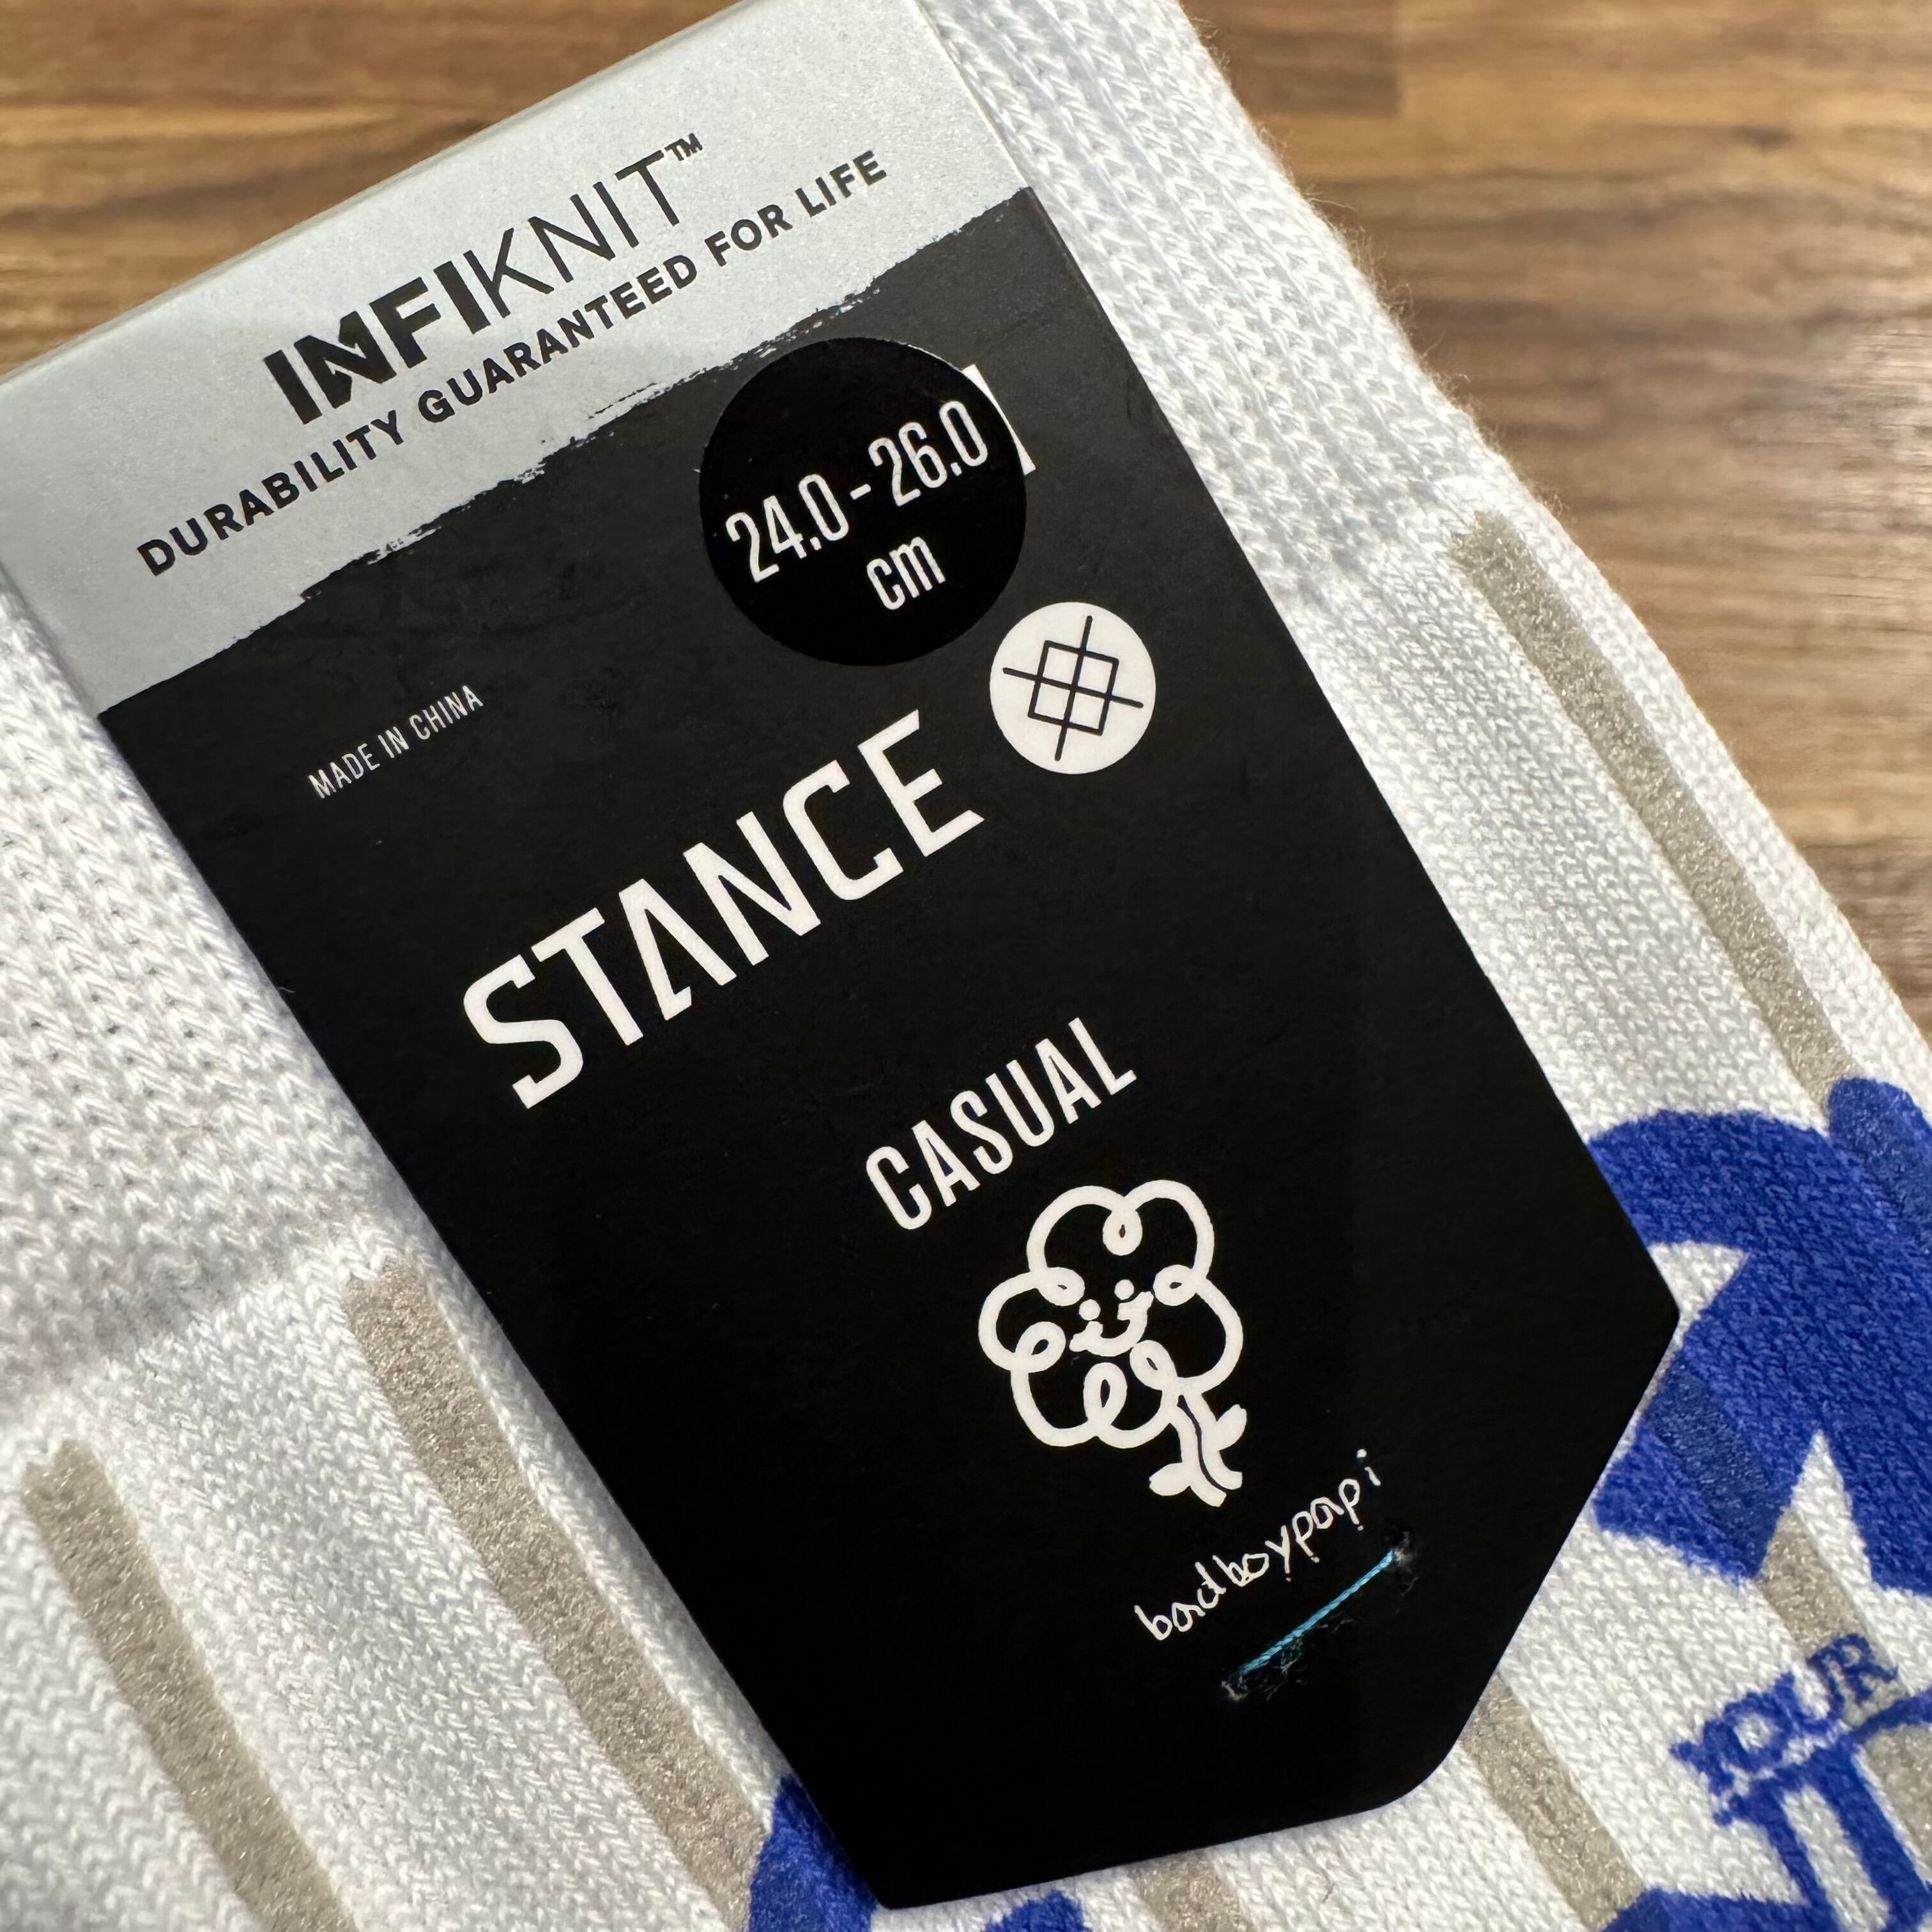 INFIKNIT™
DURABILITY GUARANTEED FOR LIFE
24.0-26.0
cm
MADE IN CHINA
STANCE
CASUAL
badboypapi
YOUR